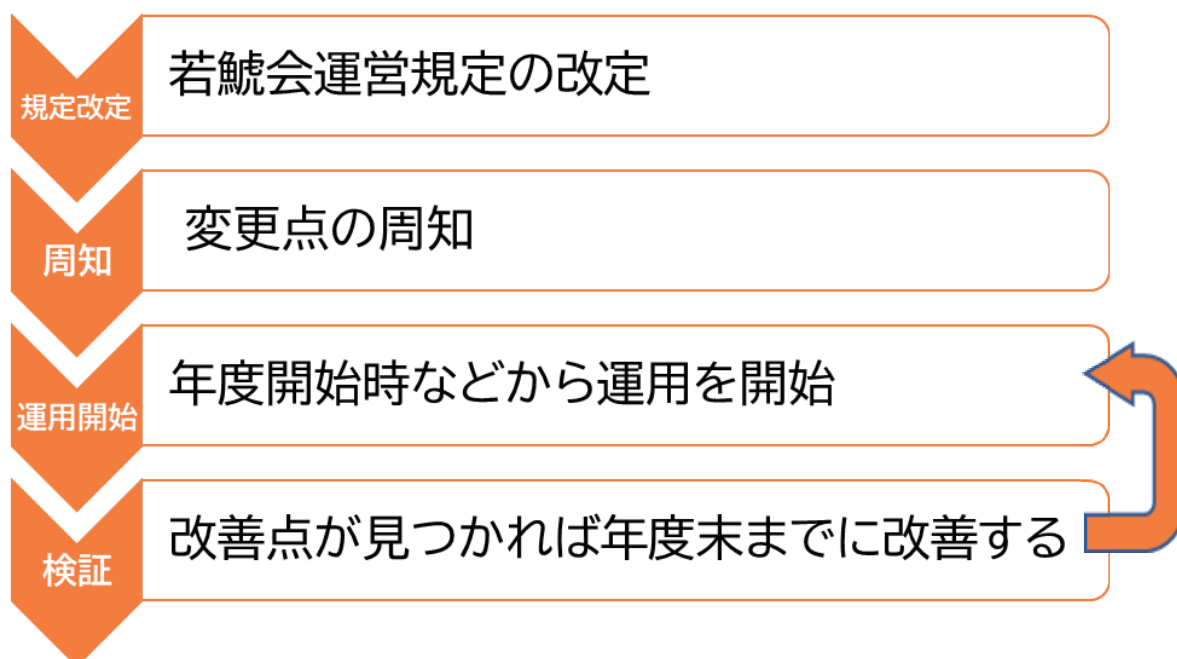 規定改定
若鯱会運営規定の改定
周知
変更点の周知
運用開始
年度開始時などから運用を開始
検証
改善点が見つかれば年度末までに改善する